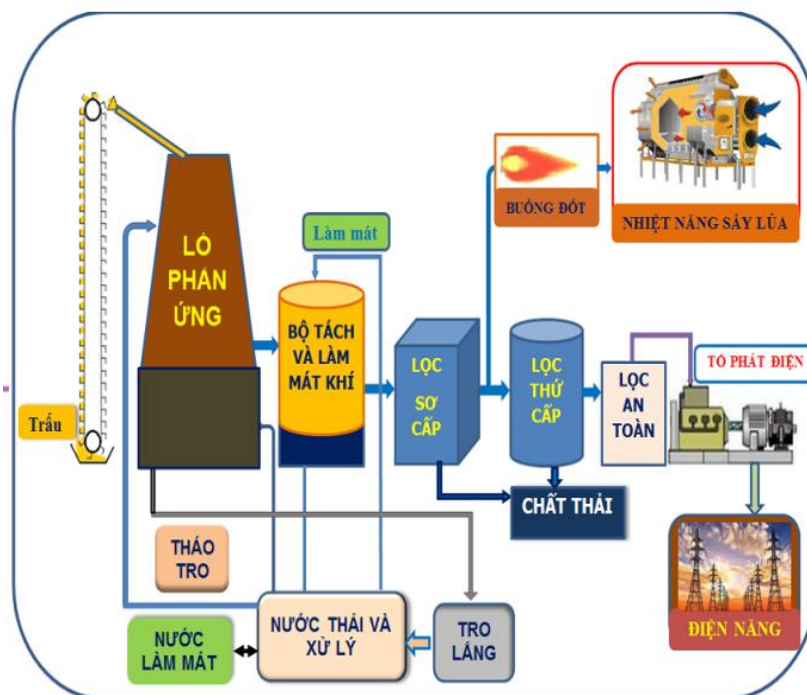 LÒ
PHẢN
ỨNG
Trấu
Làm mát
BỘ TÁCH
VÀ LÀM
MÁT KHÍ
LỌC
SƠ
CẤP
LỌC
THỨ
CẤP
LỌC
AN
TOÀN
BUỒNG ĐỐT
NHIỆT NĂNG SẤY LÚA
TỔ PHÁT ĐIỆN
CHẤT THẢI
ĐIỆN NĂNG
THÁO
TRO
NƯỚC
LÀM MÁT
NƯỚC THẢI VÀ
XỬ LÝ
TRO
LẮNG